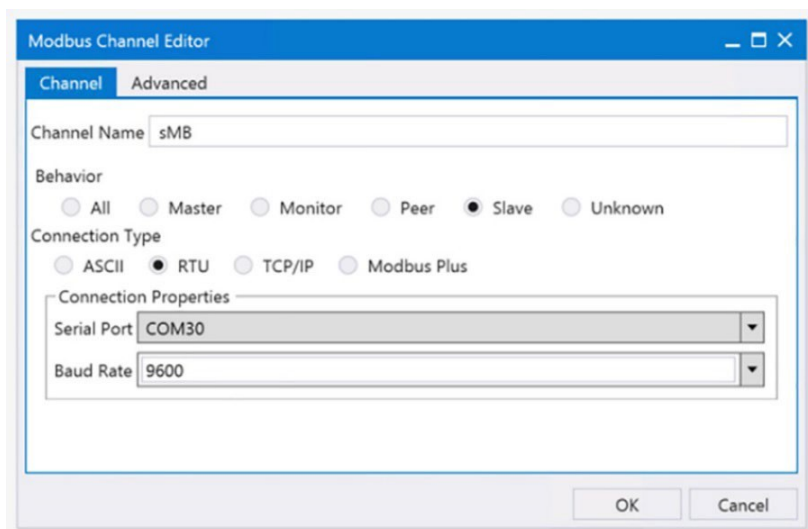 Modbus Channel Editor
Channel Advanced
Channel Name sMB
Behavior
All Master Monitor Peer Slave Unknown
Connection Type
ASCII RTU TCP/IP Modbus Plus
Connection Properties
Serial Port COM30
Baud Rate 9600
OK Cancel